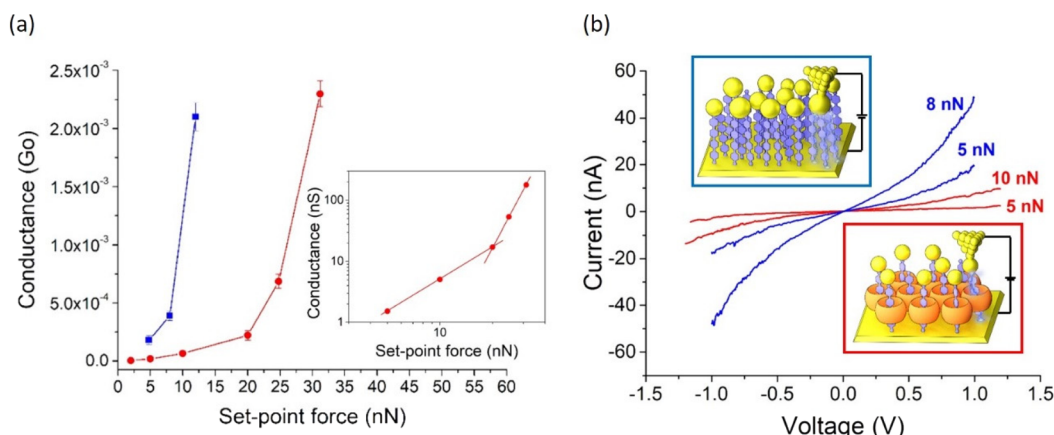 (a)
Conductance (Go)
2.5x10⁻³
2.0x10⁻³
1.5x10⁻³
1.0x10⁻³
5.0x10⁻⁴
0.0
0 5 10 15 20 25 30 35 40 45 50 55 60
Set-point force (nN)
Conductance (nS)
100
10
1
10
Set-point force (nN)
(b)
Current (nA)
60
40
20
0
-20
-40
-60
-1.5 -1.0 -0.5 0.0 0.5 1.0 1.5
Voltage (V)
8 nN
5 nN
10 nN
5 nN